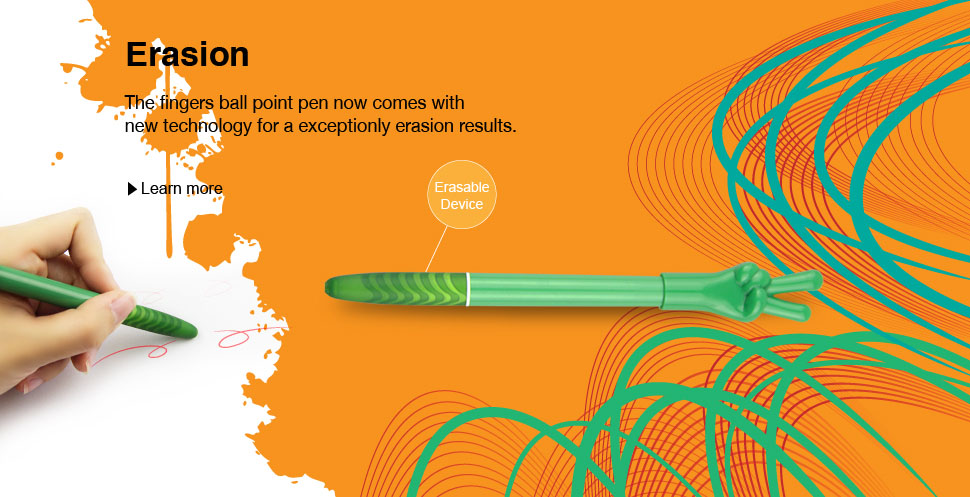 Erasion
The fingers ball point pen now comes with
new technology for a exceptionly erasion results.
Learn more
Erasable
Device